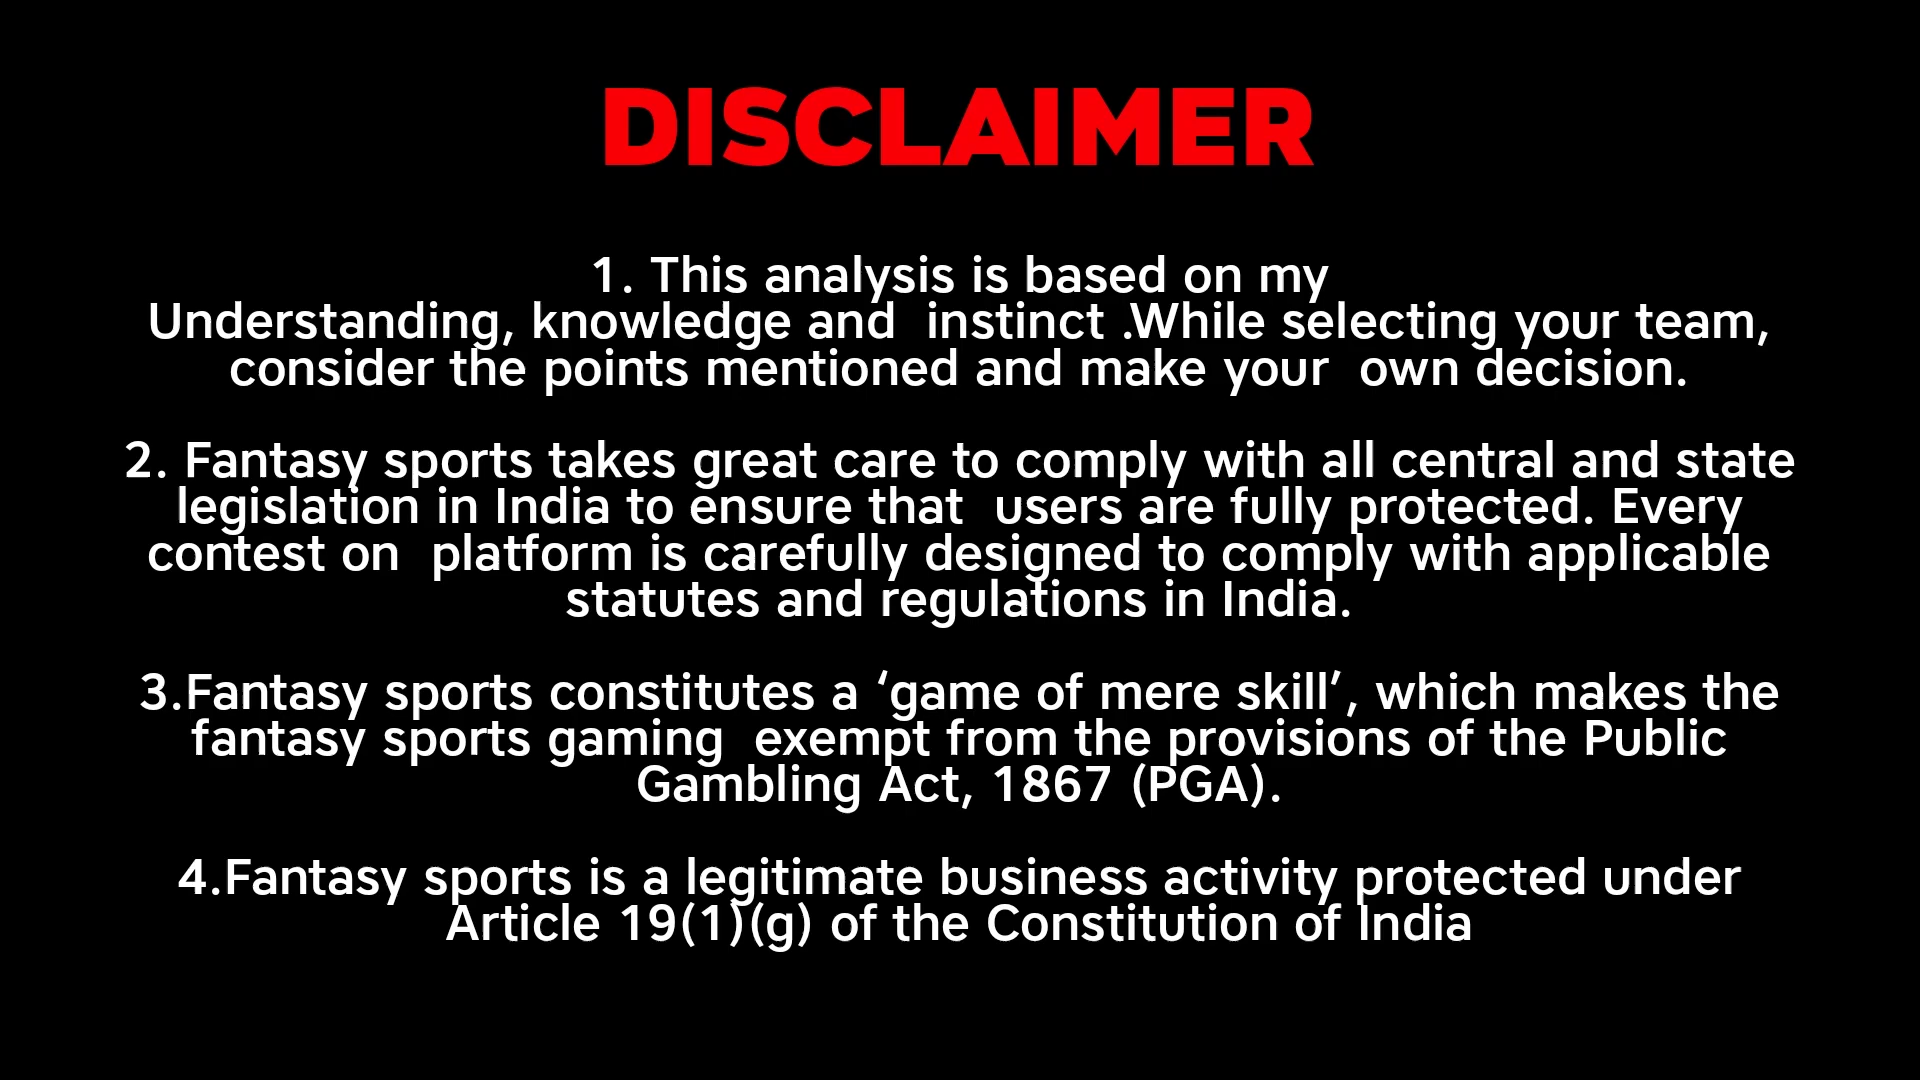 DISCLAIMER
1. This analysis is based on my
Understanding, knowledge and  instinct .While selecting your team,
consider the points mentioned and make your  own decision.
2. Fantasy sports takes great care to comply with all central and state
legislation in India to ensure that  users are fully protected. Every
contest on  platform is carefully designed to comply with applicable
statutes and regulations in India.
3.Fantasy sports constitutes a ‘game of mere skill’, which makes the
fantasy sports gaming  exempt from the provisions of the Public
Gambling Act, 1867 (PGA).
4.Fantasy sports is a legitimate business activity protected under
Article 19(1)(g) of the Constitution of India